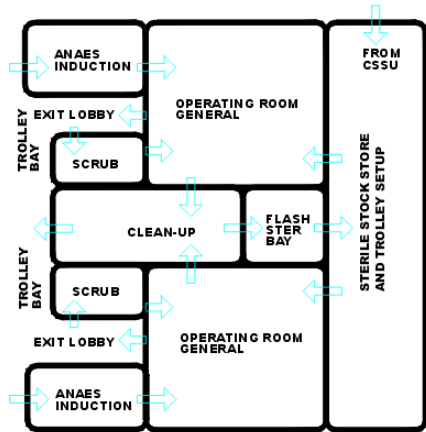 ANAES
INDUCTION
FROM
CSSU
EXIT LOBBY
OPERATING ROOM
GENERAL
TROLLEY
BAY
SCRUB
STERILE STOCK STORE
AND TROLLEY SETUP
CLEAN-UP
FLASH
STER
BAY
TROLLEY
BAY
SCRUB
EXIT LOBBY
OPERATING ROOM
GENERAL
ANAES
INDUCTION